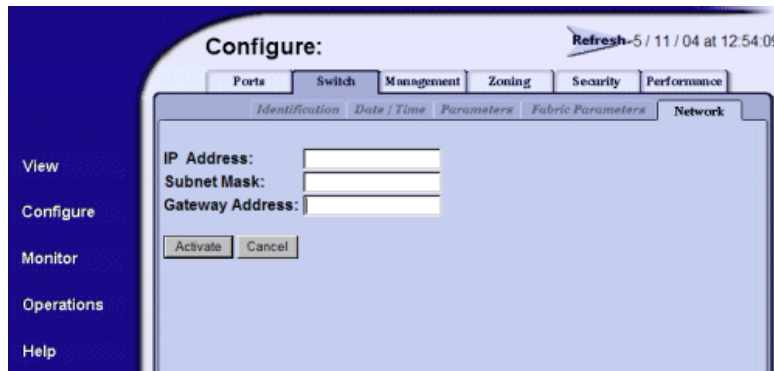 Configure:
Refresh-5 / 11 / 04 at 12:54:09
Ports Switch Management Zoning Security Performance
Identification Date / Time Parameters Fabric Parameters Network
View
Configure
Monitor
Operations
Help
IP Address:
Subnet Mask:
Gateway Address:
Activate Cancel